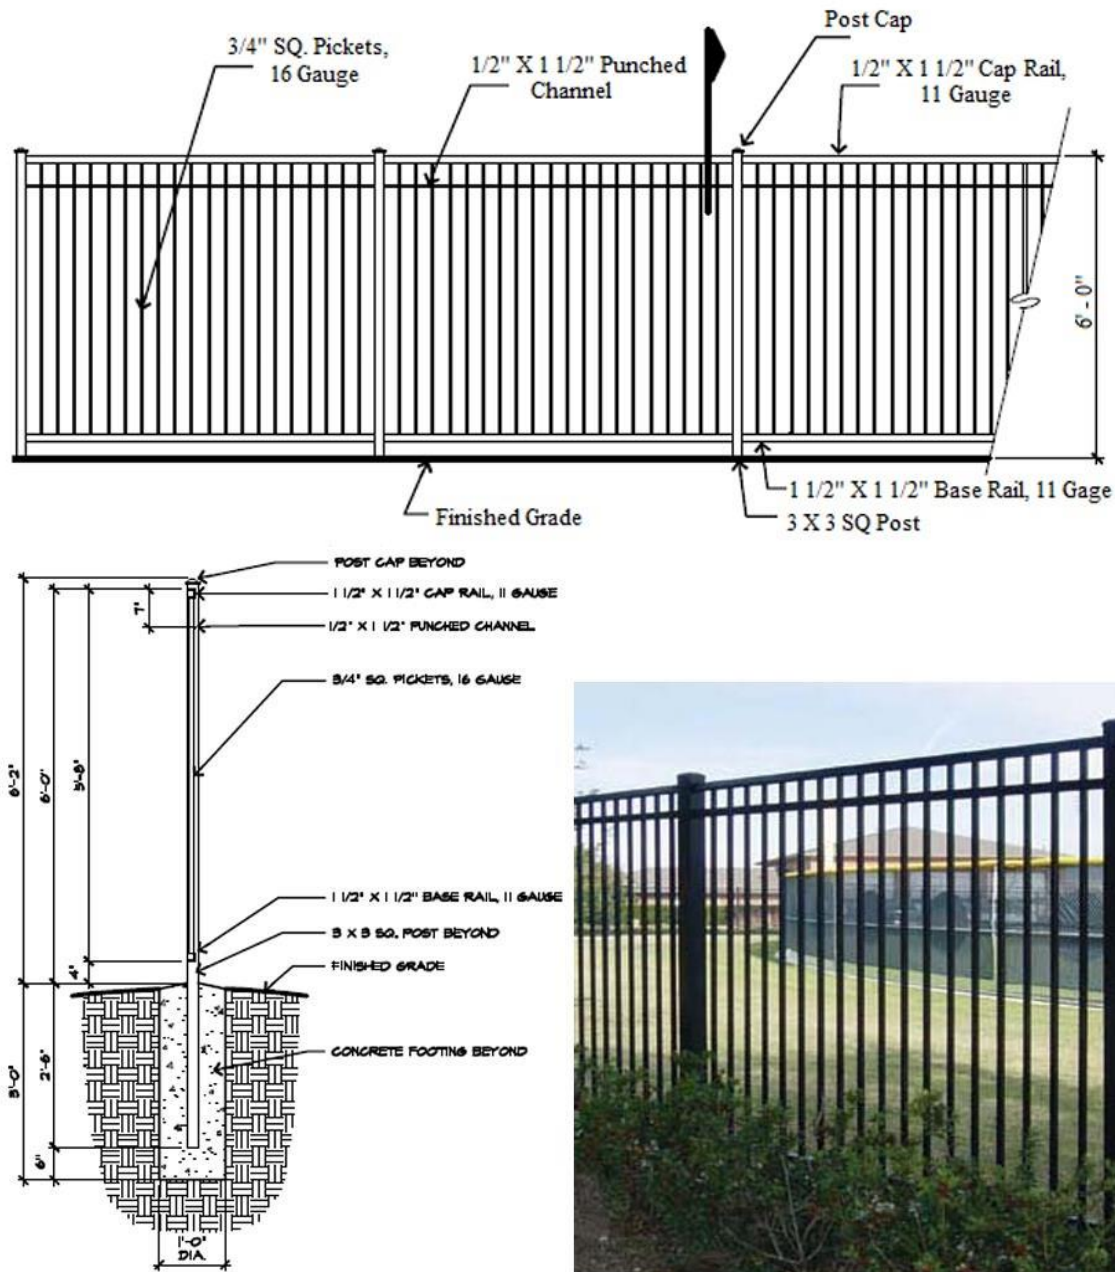 3/4" SQ. Pickets,
16 Gauge
1/2" X 1 1/2" Punched
Channel
Post Cap
1/2" X 1 1/2" Cap Rail,
11 Gauge
6' - 0"
1 1/2" X 1 1/2" Base Rail, 11 Gage
3 X 3 SQ Post
Finished Grade
POST CAP BEYOND
1 1/2" X 1 1/2" CAP RAIL, 11 GAUGE
1/2" X 1 1/2" PUNCHED CHANNEL
3/4" SQ. PICKETS, 16 GAUGE
1 1/2" X 1 1/2" BASE RAIL, 11 GAUGE
3 X 3 SQ. POST BEYOND
FINISHED GRADE
CONCRETE FOOTING BEYOND
7"
6'-2"
6'-0"
5'-8"
4"
3'-0"
2'-6"
6"
1'-0"
DIA.